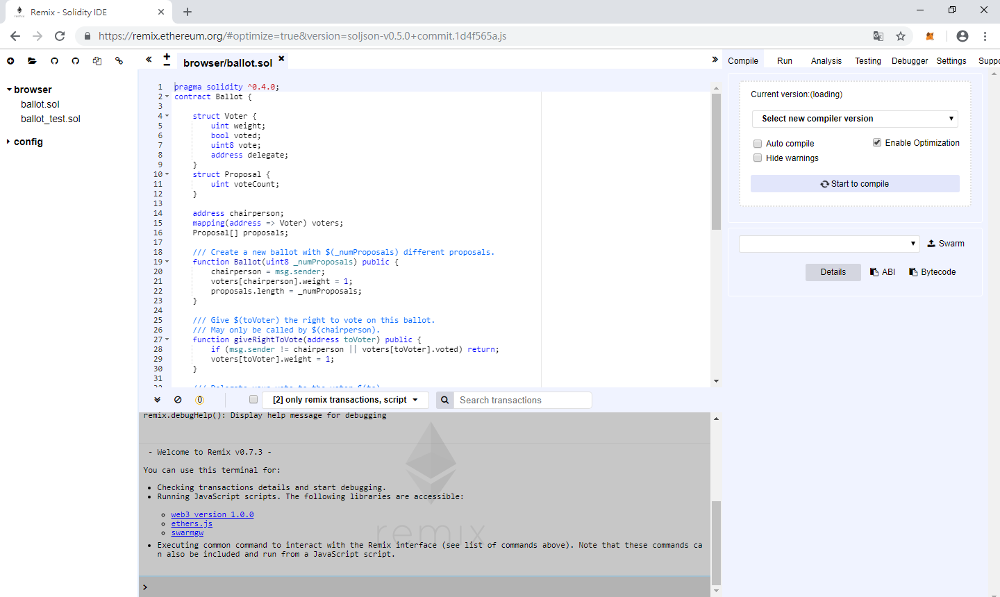 Remix - Solidity IDE
https://remix.ethereum.org/#optimize=true&version=soljson-v0.5.0+commit.1d4f565a.js
browser
ballot.sol
ballot_test.sol
config
browser/ballot.sol
1 pragma solidity ^0.4.0;
2 contract Ballot {
3
4 struct Voter {
5 uint weight;
6 bool voted;
7 uint8 vote;
8 address delegate;
9 }
10 struct Proposal {
11 uint voteCount;
12 }
13
14 address chairperson;
15 mapping(address => Voter) voters;
16 Proposal[] proposals;
17
18 /// Create a new ballot with $(_numProposals) different proposals.
19 function Ballot(uint8 _numProposals) public {
20 chairperson = msg.sender;
21 voters[chairperson].weight = 1;
22 proposals.length = _numProposals;
23 }
24
25 /// Give $(toVoter) the right to vote on this ballot.
26 /// May only be called by $(chairperson).
27 function giveRightToVote(address toVoter) public {
28 if (msg.sender != chairperson || voters[toVoter].voted) return;
29 voters[toVoter].weight = 1;
30 }
31
32 /// Delegate your vote to the voter $(to).
0
[2] only remix transactions, script
Search transactions
remix.debugHelp(): Display help message for debugging
- Welcome to Remix v0.7.3 -
You can use this terminal for:
• Checking transactions details and start debugging.
• Running JavaScript scripts. The following libraries are accessible:
web3 version 1.0.0
ethers.js
swarmgw
• Executing common command to interact with the Remix interface (see list of commands above). Note that these commands ca
n also be included and run from a JavaScript script.
remix
>
Compile Run Analysis Testing Debugger Settings Suppo
Current version:(loading)
Select new compiler version
Auto compile
Enable Optimization
Hide warnings
Start to compile
Swarm
Details ABI Bytecode